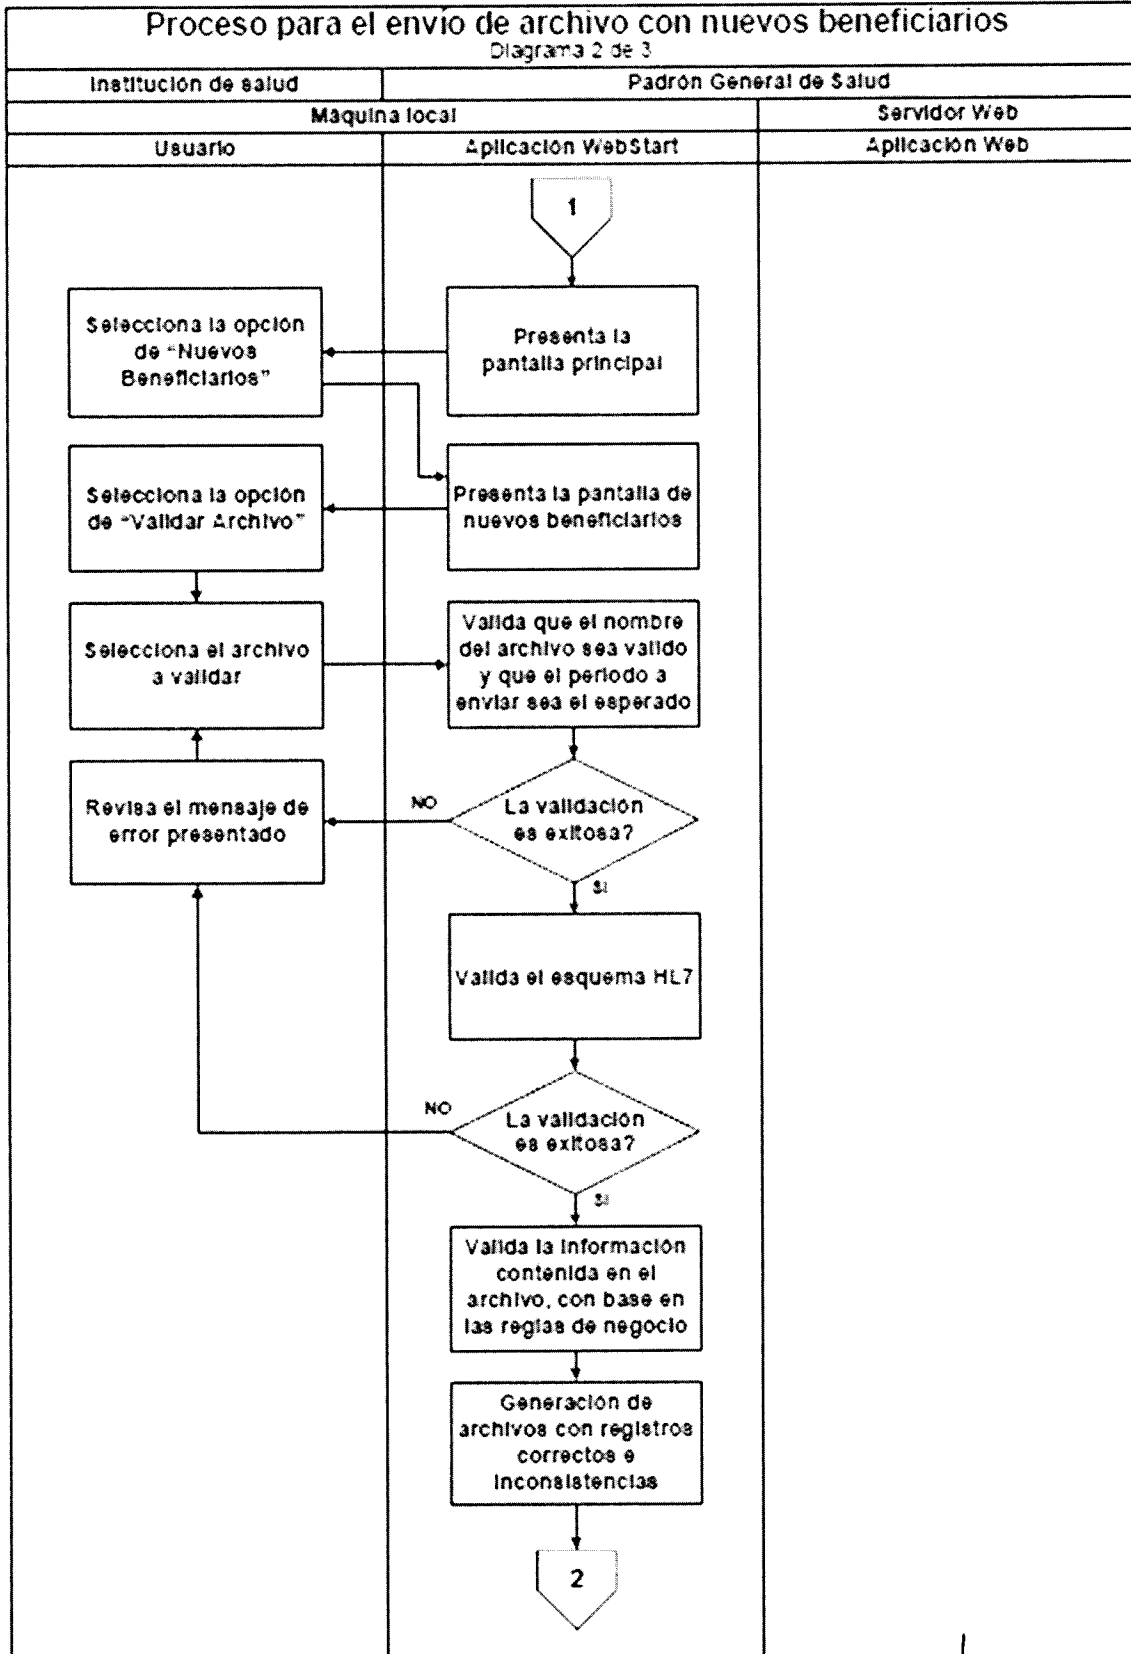 Proceso para el envío de archivo con nuevos beneficiarios
Diagrama 2 de 3
Institución de salud
Padrón General de Salud
Maquina local
Servidor Web
Usuario
Aplicación WebStart
Aplicación Web
1
Selecciona la opción
de "Nuevos
Beneficiarios"
Presenta la
pantalla principal
Selecciona la opción
de "Validar Archivo"
Presenta la pantalla de
nuevos beneficiarios
Selecciona el archivo
a validar
Valida que el nombre
del archivo sea valido
y que el periodo a
enviar sea el esperado
Revisa el mensaje de
error presentado
NO
La validación
es exitosa?
SI
Valida el esquema HL7
NO
La validación
es exitosa?
SI
Valida la información
contenida en el
archivo, con base en
las reglas de negocio
Generación de
archivos con registros
correctos e
inconsistencias
2